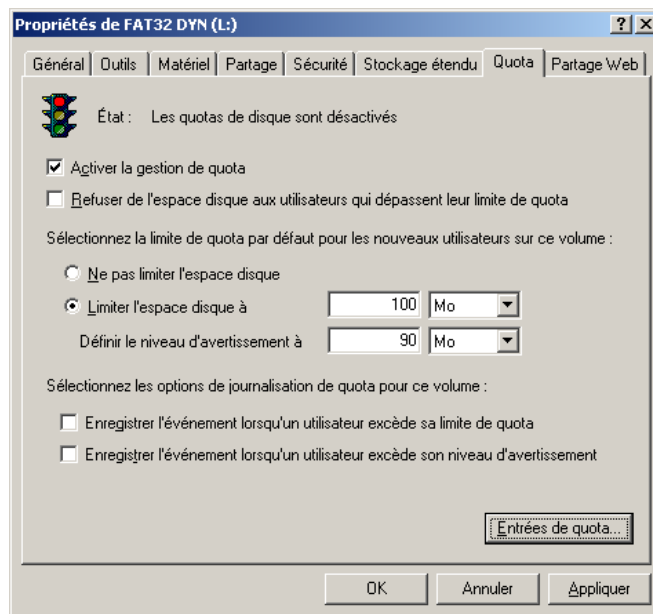 Propriétés de FAT32 DYN (L:)
Général Outils Matériel Partage Sécurité Stockage étendu Quota Partage Web
État : Les quotas de disque sont désactivés
Activer la gestion de quota
Refuser de l'espace disque aux utilisateurs qui dépassent leur limite de quota
Sélectionnez la limite de quota par défaut pour les nouveaux utilisateurs sur ce volume :
Ne pas limiter l'espace disque
Limiter l'espace disque à 100 Mo
Définir le niveau d'avertissement à 90 Mo
Sélectionnez les options de journalisation de quota pour ce volume :
Enregistrer l'événement lorsqu'un utilisateur excède sa limite de quota
Enregistrer l'événement lorsqu'un utilisateur excède son niveau d'avertissement
Entrées de quota...
OK Annuler Appliquer